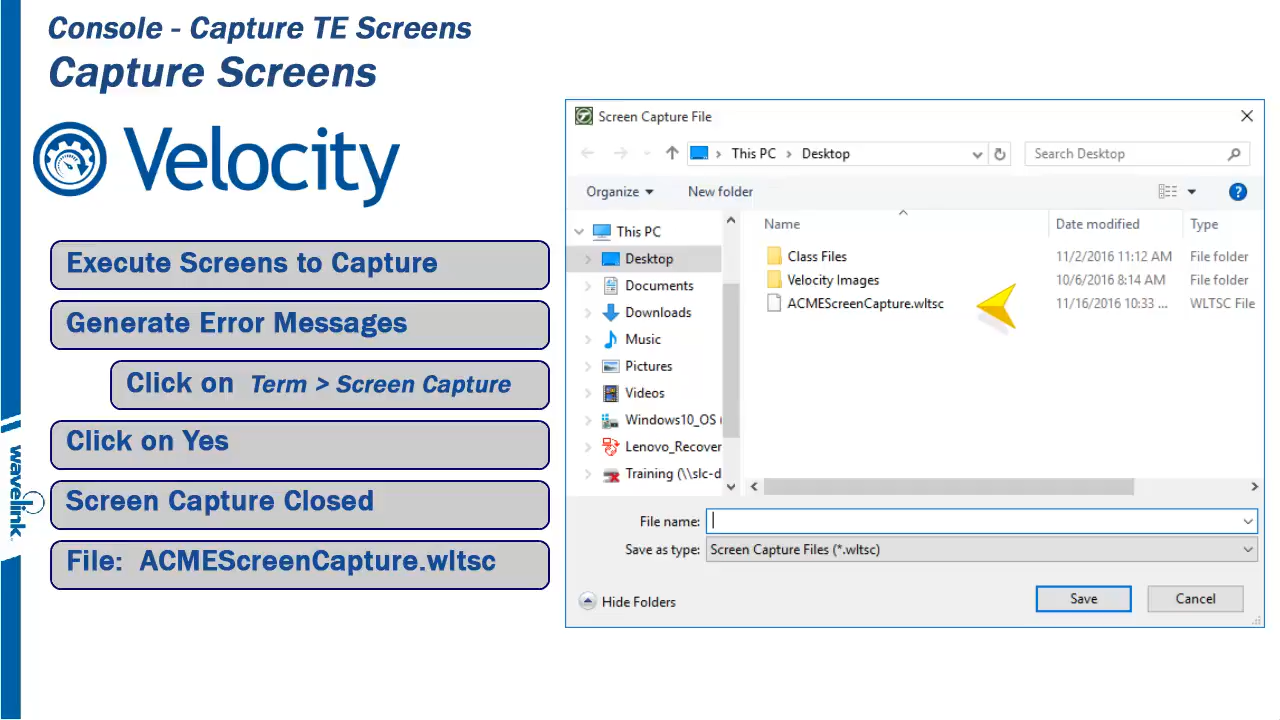 Console - Capture TE Screens
Capture Screens
Velocity
Execute Screens to Capture
Generate Error Messages
Click on Term > Screen Capture
Click on Yes
Screen Capture Closed
File: ACMEScreenCapture.wltsc
wavelink
Screen Capture File
This PC > Desktop
Search Desktop
Organize
New folder
?
Name
Date modified
Type
This PC
Desktop
Documents
Downloads
Music
Pictures
Videos
Windows10_OS (
Lenovo_Recover
Training (\\slc-d
Class Files 11/2/2016 11:12 AM File folder
Velocity Images 10/6/2016 8:14 AM File folder
ACMEScreenCapture.wltsc 11/16/2016 10:33 ... WLTSC File
File name:
Save as type: Screen Capture Files (*.wltsc)
Hide Folders
Save
Cancel